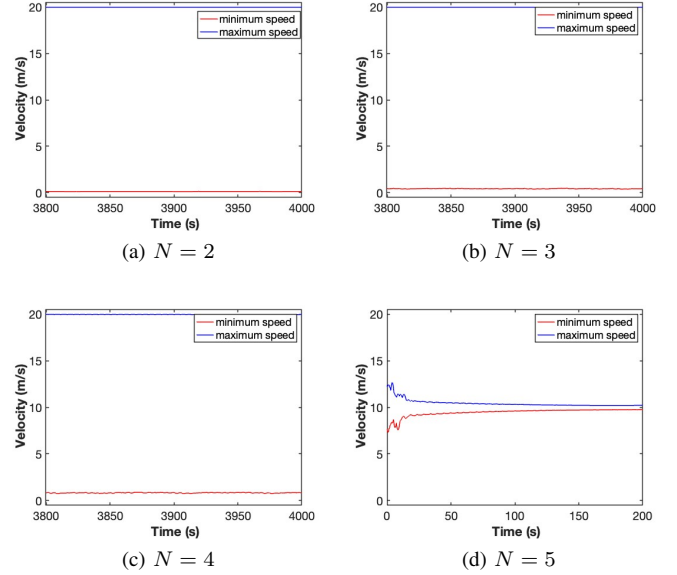 20
15
10
5
0
Velocity (m/s)
minimum speed
maximum speed
3800 3850 3900 3950 4000
Time (s)
(a) N = 2
20
15
10
5
0
Velocity (m/s)
minimum speed
maximum speed
3800 3850 3900 3950 4000
Time (s)
(b) N = 3
20
15
10
5
0
Velocity (m/s)
minimum speed
maximum speed
3800 3850 3900 3950 4000
Time (s)
(c) N = 4
20
15
10
5
0
Velocity (m/s)
minimum speed
maximum speed
0 50 100 150 200
Time (s)
(d) N = 5